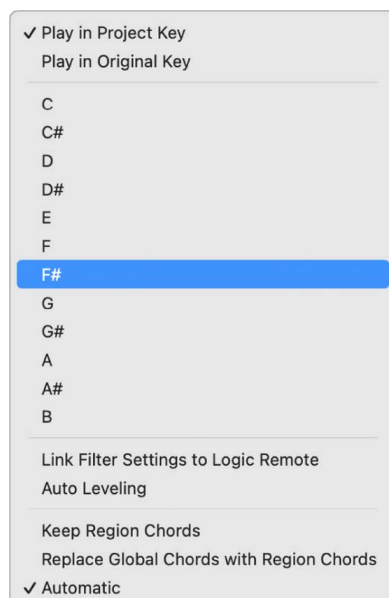 ✓ Play in Project Key
Play in Original Key
C
C#
D
D#
E
F
F#
G
G#
A
A#
B
Link Filter Settings to Logic Remote
Auto Leveling
Keep Region Chords
Replace Global Chords with Region Chords
✓ Automatic